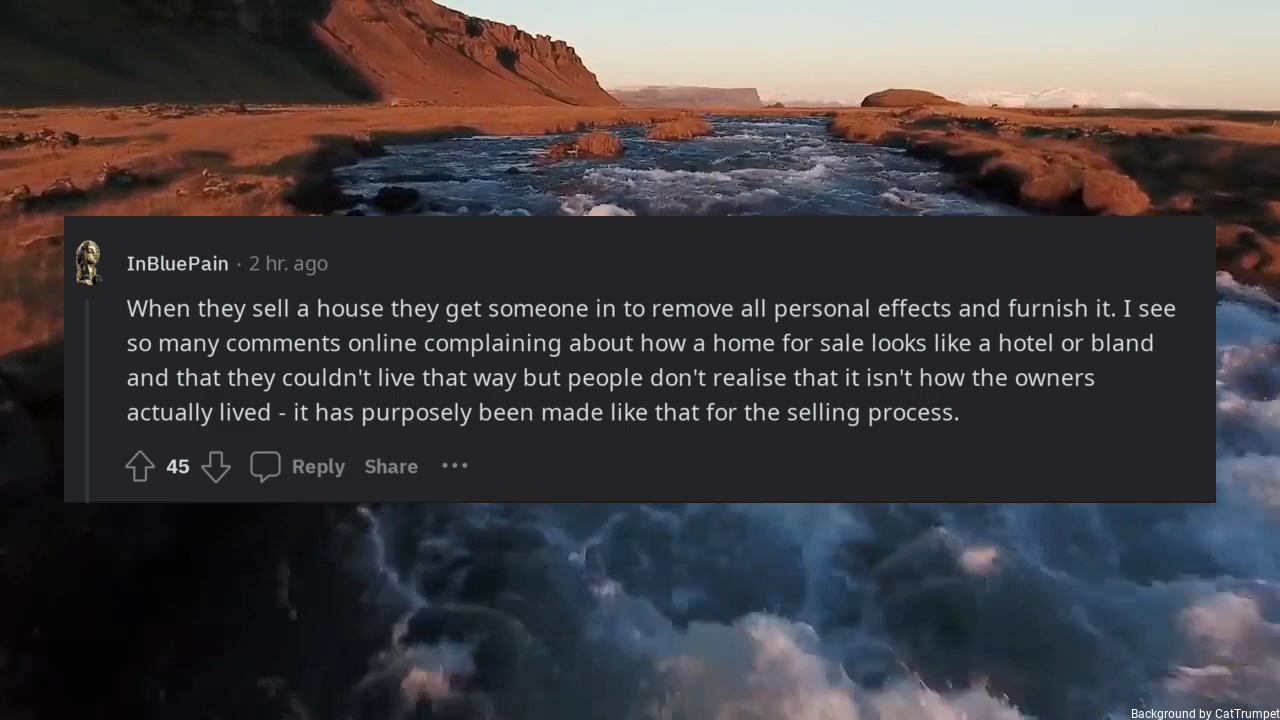 InBluePain · 2 hr. ago
When they sell a house they get someone in to remove all personal effects and furnish it. I see
so many comments online complaining about how a home for sale looks like a hotel or bland
and that they couldn't live that way but people don't realise that it isn't how the owners
actually lived - it has purposely been made like that for the selling process.
45 Reply Share •••
Background by CatTrumpet